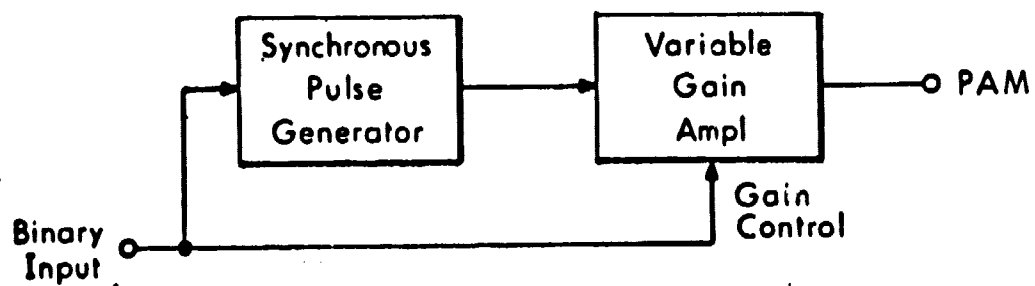 Synchronous
Pulse
Generator
Variable
Gain
Ampl
PAM
Gain
Control
Binary
Input